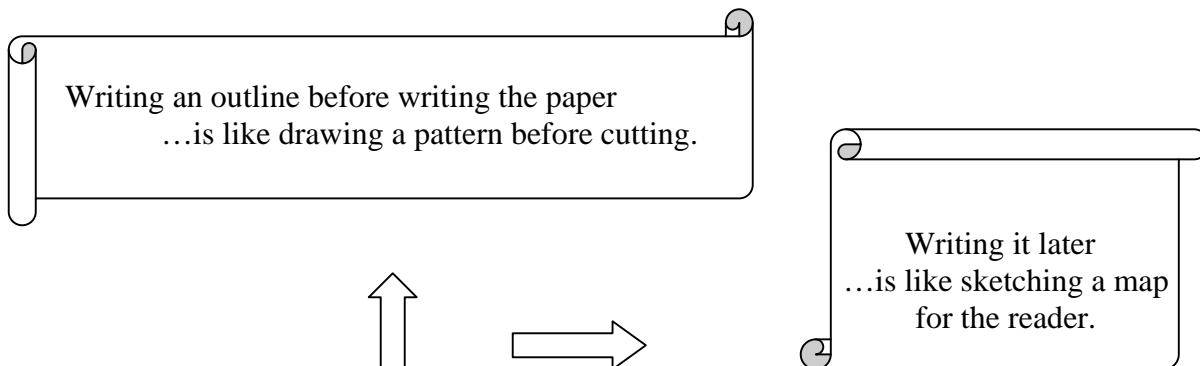 Writing an outline before writing the paper
…is like drawing a pattern before cutting.
Writing it later
…is like sketching a map
for the reader.